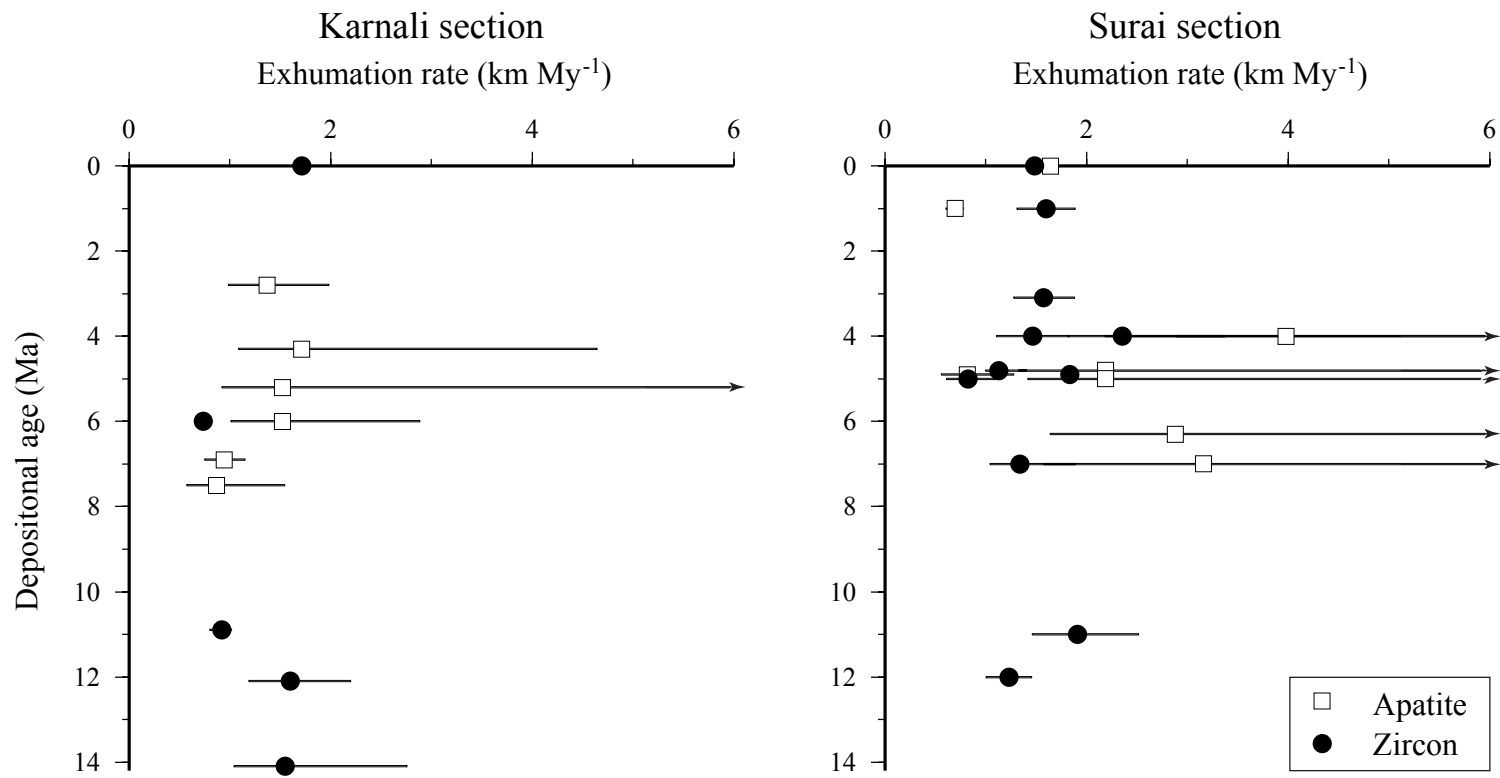 Karnali section
Exhumation rate (km My⁻¹)
0 2 4 6
Depositonal age (Ma)
0
2
4
6
8
10
12
14
Surai section
Exhumation rate (km My⁻¹)
0 2 4 6
0
2
4
6
8
10
12
14
Apatite
Zircon